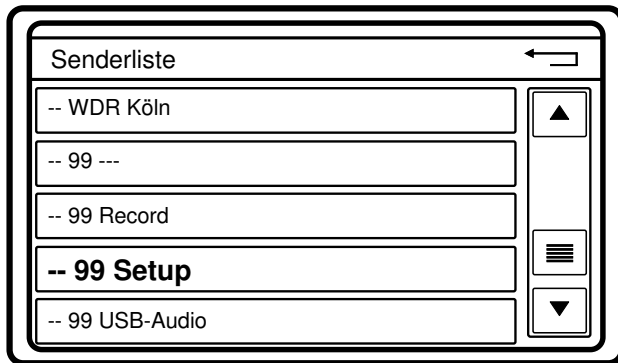 Senderliste
-- WDR Köln
-- 99 ---
-- 99 Record
-- 99 Setup
-- 99 USB-Audio